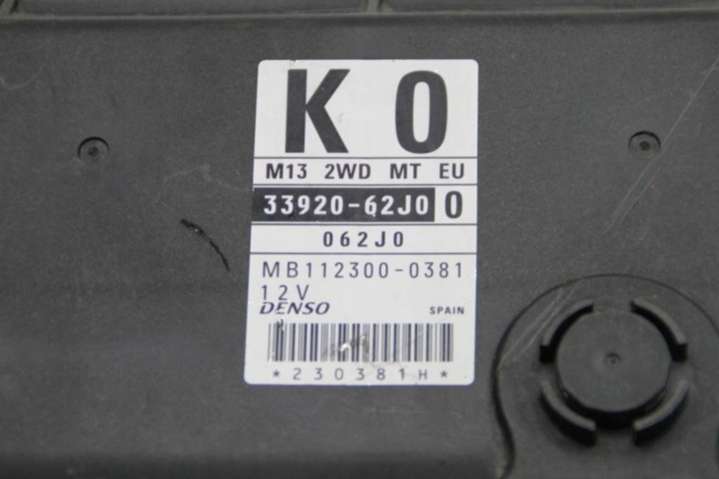 K 0
M13 2WD MT EU
33920-62J0 0
062J0
MB112300-0381
12V
DENSO SPAIN
*230381H*